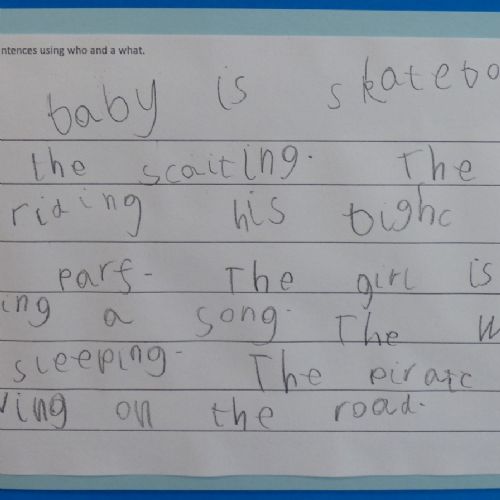 ntences using who and a what.
baby is skatebo
the scaiting. The
riding his
parf. The girl is
ing a song. The w
sleeping. The pirate
ving on the road.